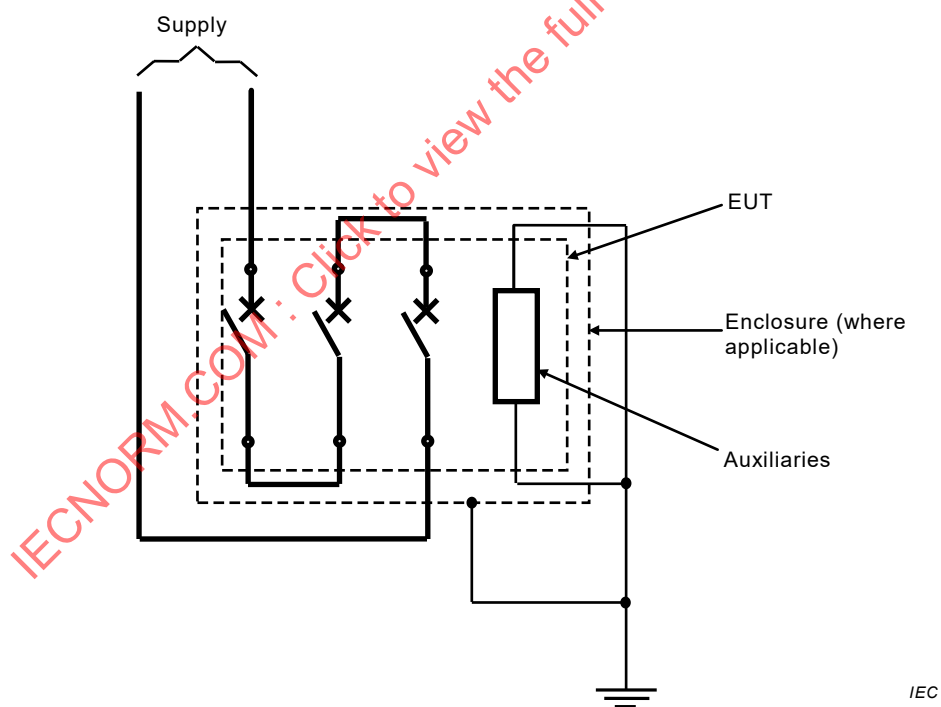 Supply
IECNORM.COM : Click to view the full
EUT
Enclosure (where
applicable)
Auxiliaries
IEC